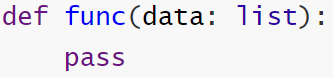 def func(data: list):
    pass